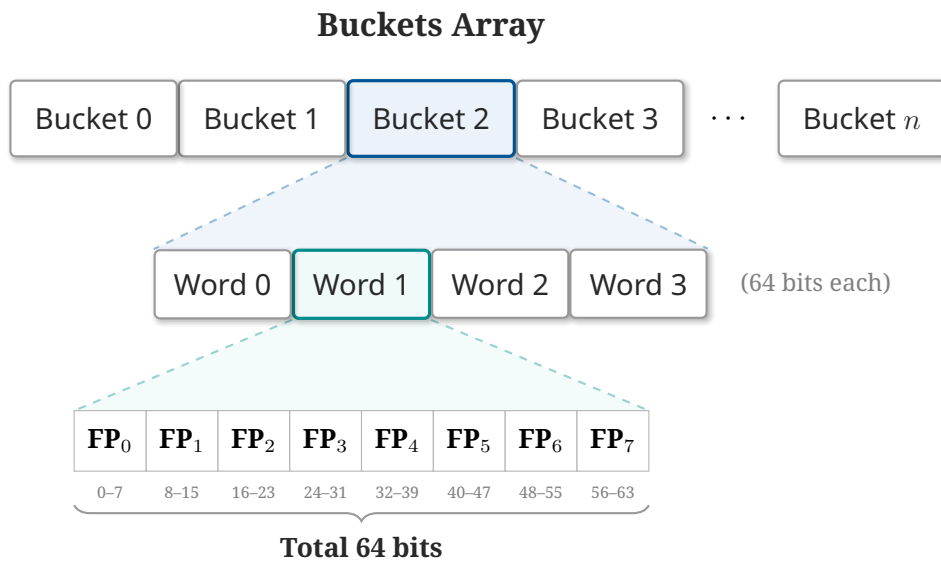 Buckets Array
Bucket 0 Bucket 1 Bucket 2 Bucket 3 ··· Bucket n
Word 0 Word 1 Word 2 Word 3 (64 bits each)
FP₀ FP₁ FP₂ FP₃ FP₄ FP₅ FP₆ FP₇
0–7 8–15 16–23 24–31 32–39 40–47 48–55 56–63
Total 64 bits